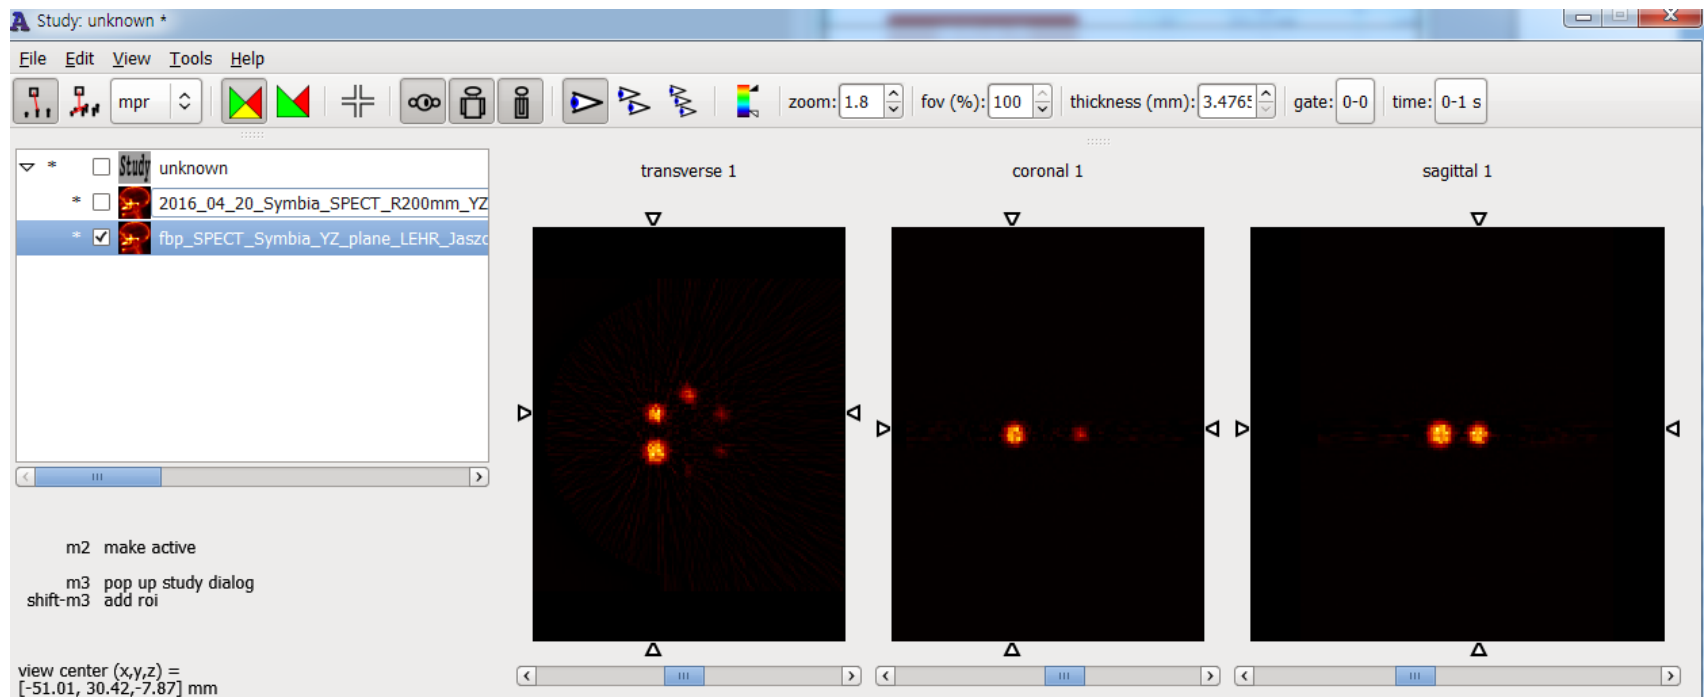 Study: unknown *
File Edit View Tools Help
mpr zoom: 1.8 fov (%): 100 thickness (mm): 3.4765 gate: 0-0 time: 0-1 s
* Study unknown
* 2016_04_20_Symbia_SPECT_R200mm_YZ
* fbp_SPECT_Symbia_YZ_plane_LEHR_Jaszc
transverse 1 coronal 1 sagittal 1
m2 make active
m3 pop up study dialog
shift-m3 add roi
view center (x,y,z) =
[-51.01, 30.42,-7.87] mm